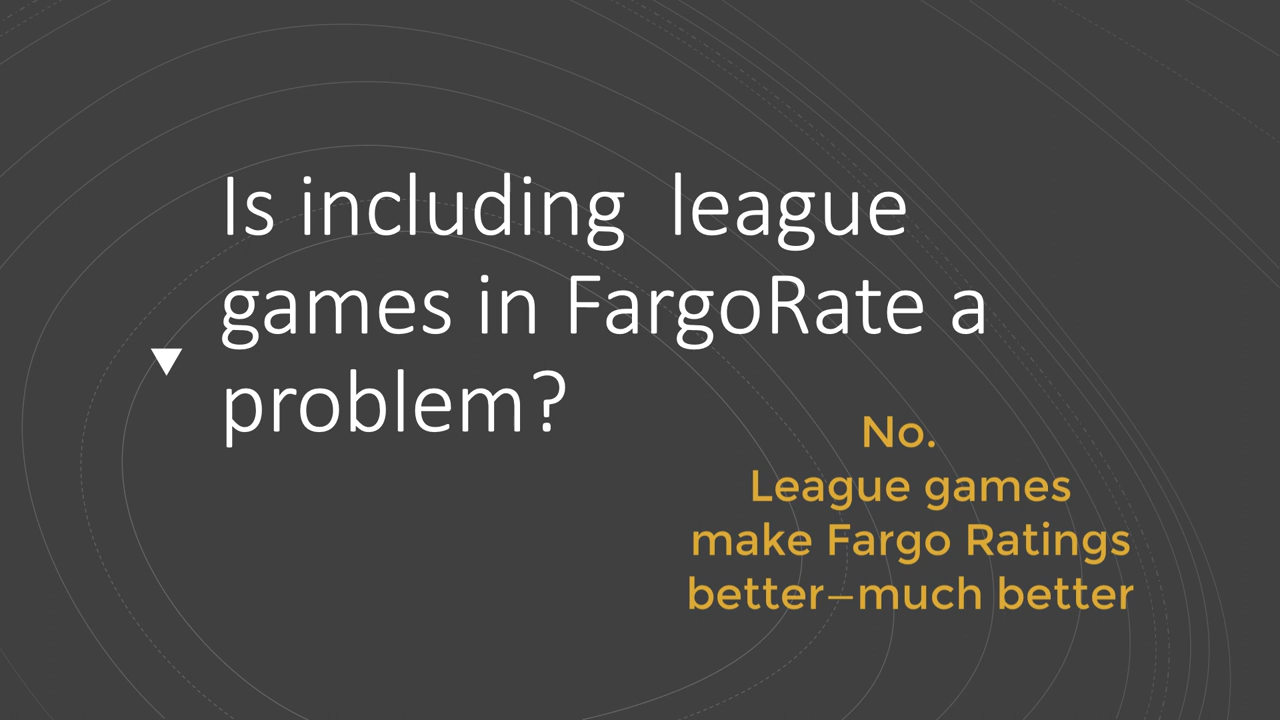 Is including  league
games in FargoRate a
problem?
No.
League games
make Fargo Ratings
better—much better